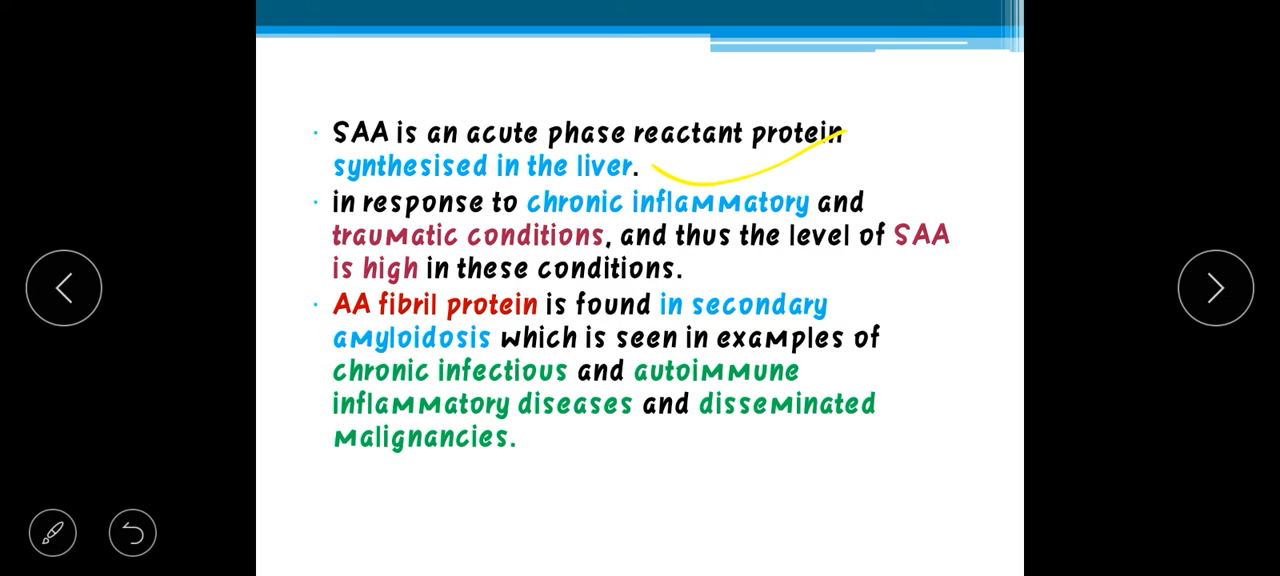 SAA is an acute phase reactant protein
synthesised in the liver.
in response to chronic inflammatory and
traumatic conditions, and thus the level of SAA
is high in these conditions.
AA fibril protein is found in secondary
amyloidosis which is seen in examples of
chronic infectious and autoimmune
inflammatory diseases and disseminated
malignancies.